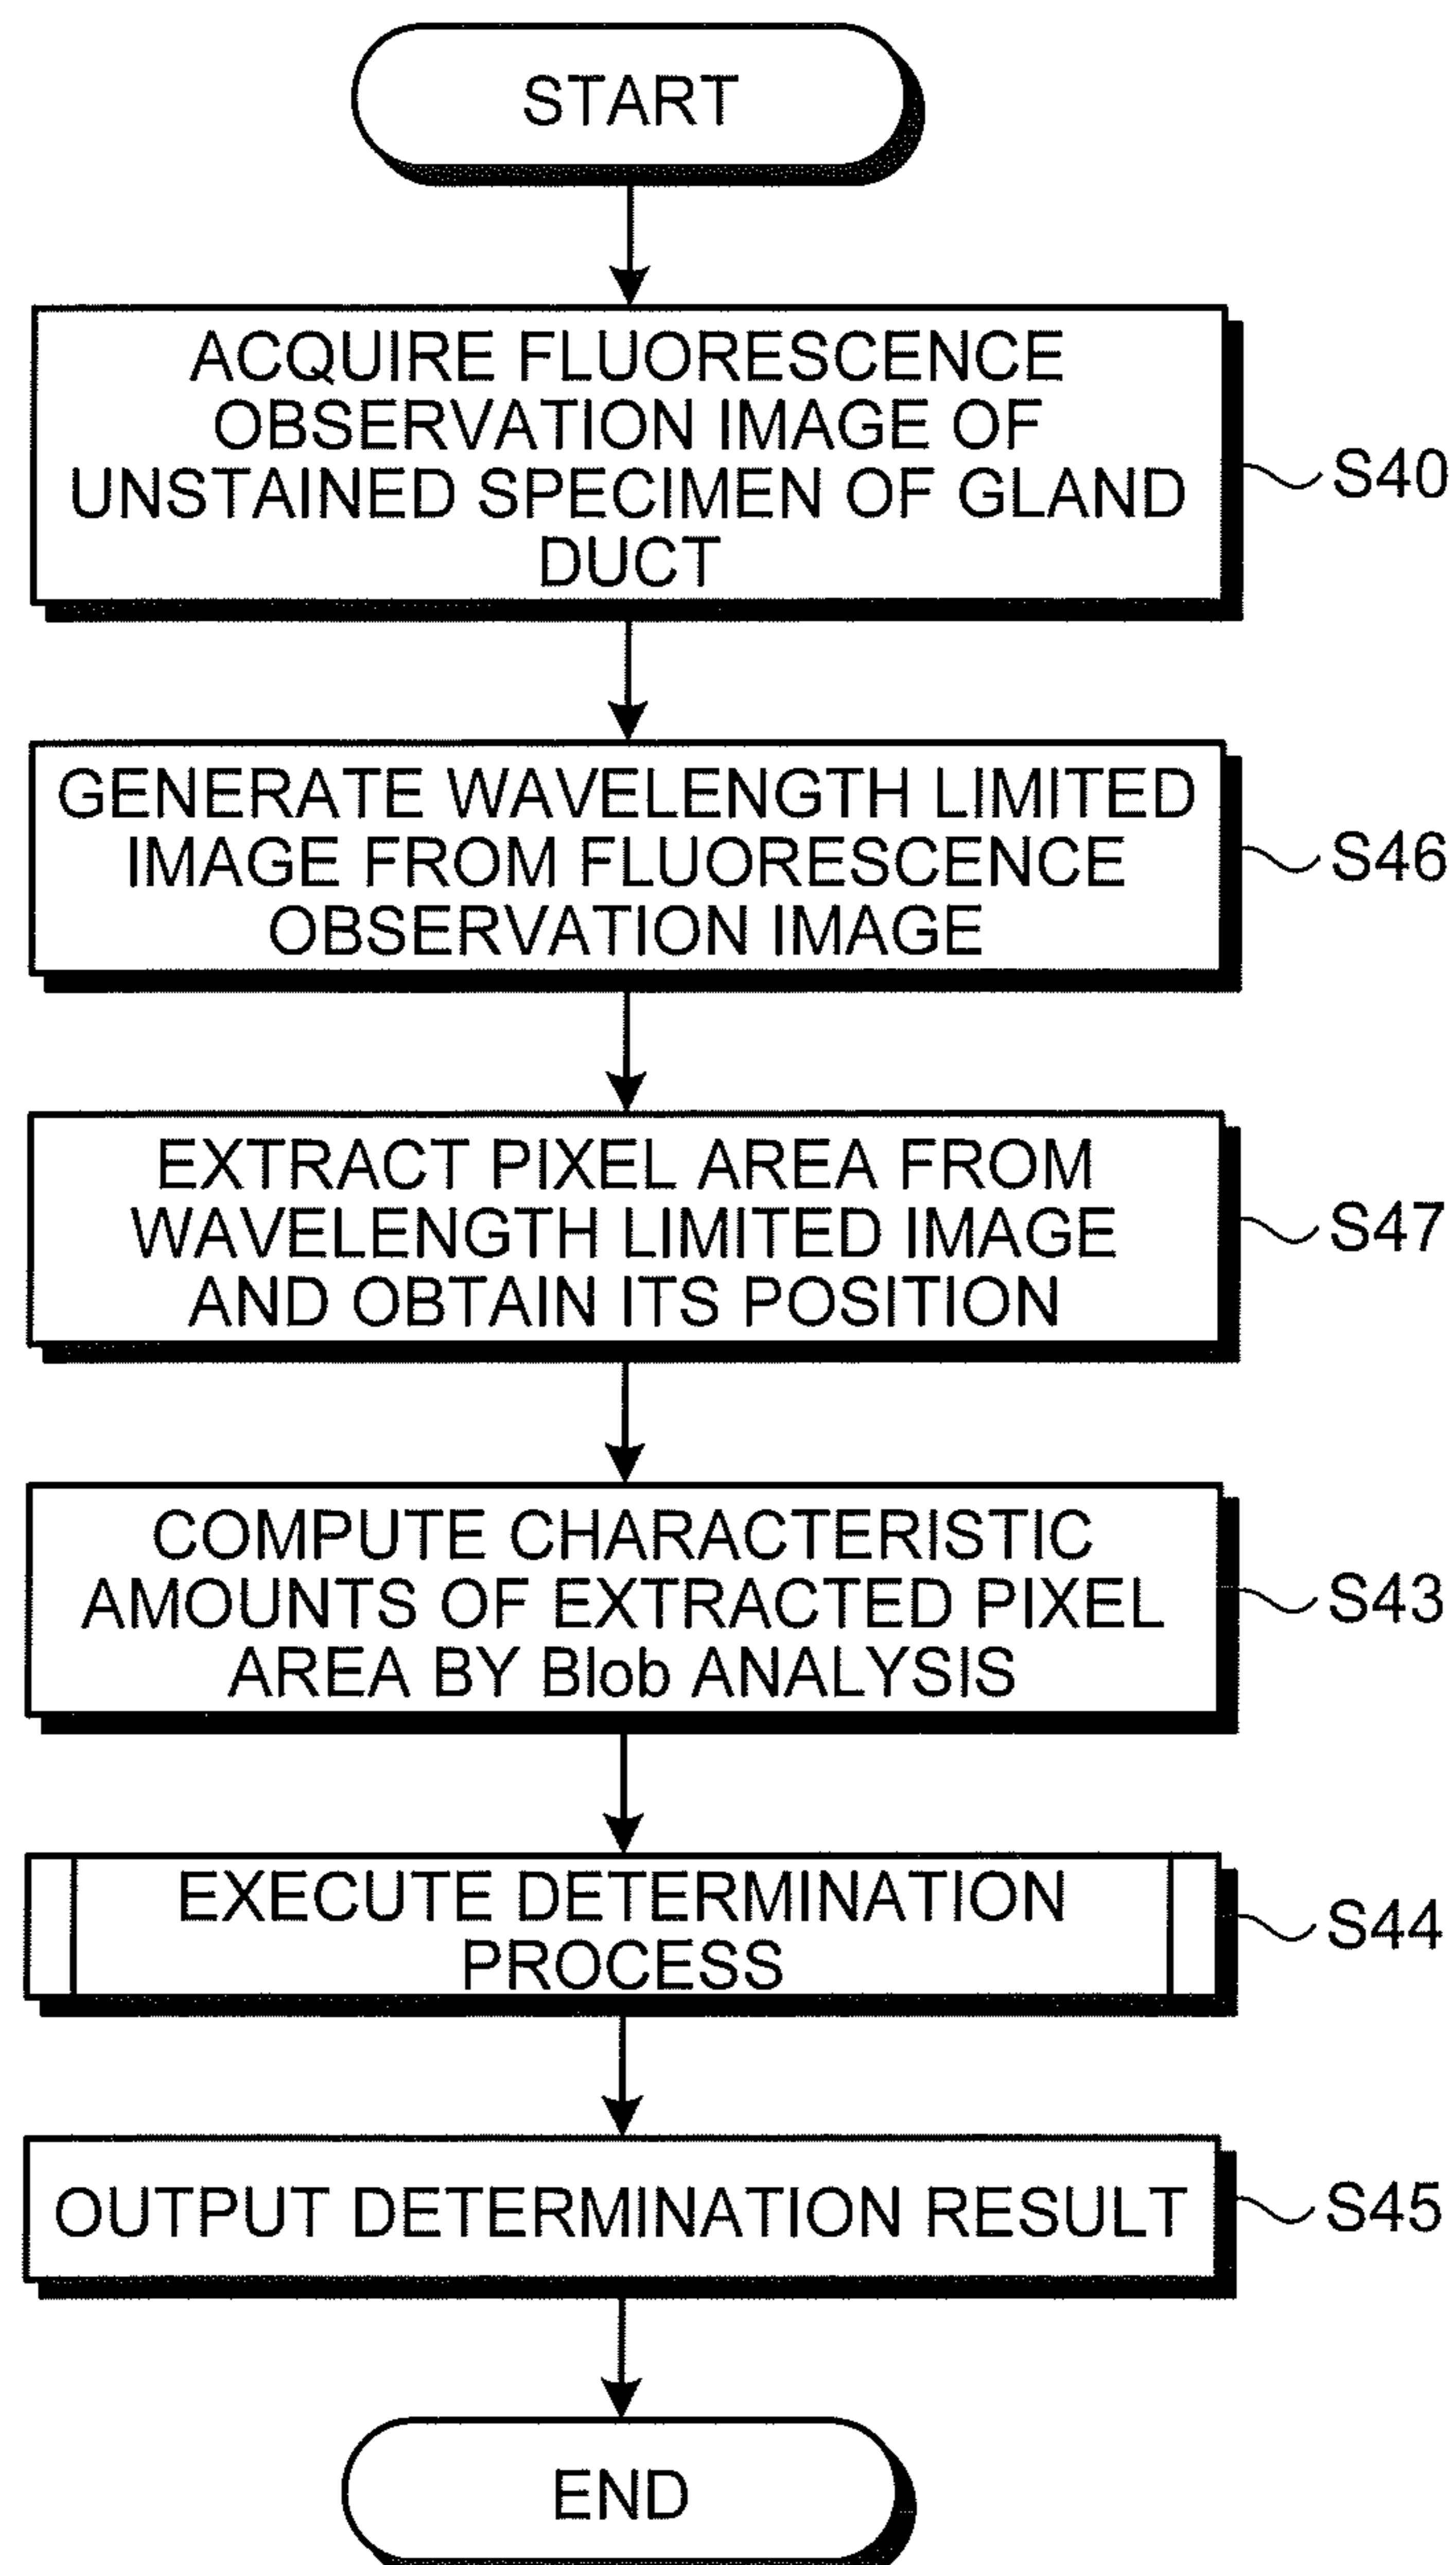 START
ACQUIRE FLUORESCENCE
OBSERVATION IMAGE OF
UNSTAINED SPECIMEN OF GLAND
DUCT
S40
GENERATE WAVELENGTH LIMITED
IMAGE FROM FLUORESCENCE
OBSERVATION IMAGE
S46
EXTRACT PIXEL AREA FROM
WAVELENGTH LIMITED IMAGE
AND OBTAIN ITS POSITION
S47
COMPUTE CHARACTERISTIC
AMOUNTS OF EXTRACTED PIXEL
AREA BY Blob ANALYSIS
S43
EXECUTE DETERMINATION
PROCESS
S44
OUTPUT DETERMINATION RESULT
S45
END